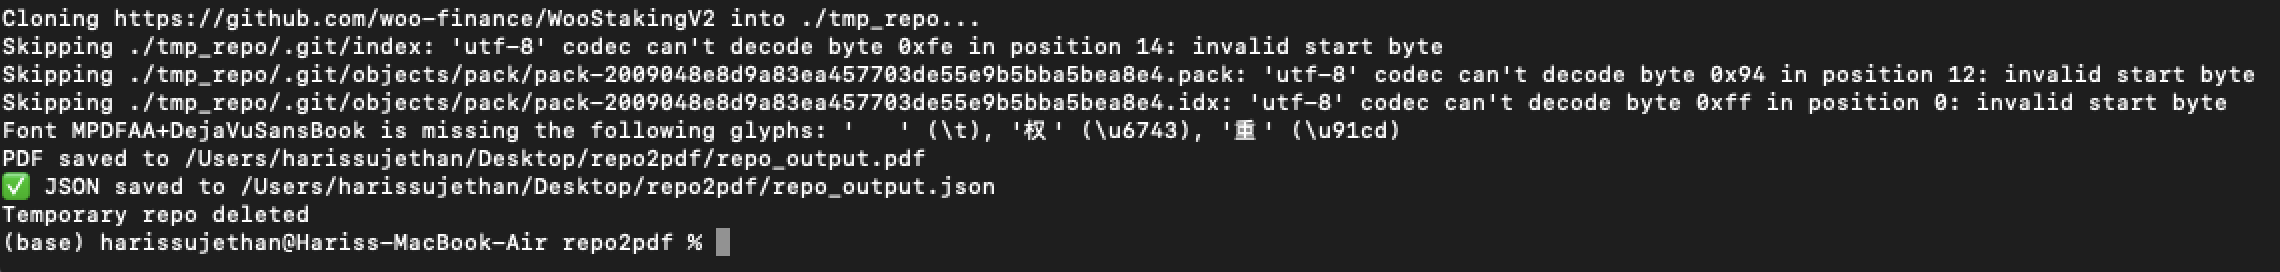 Cloning https://github.com/woo-finance/WooStakingV2 into ./tmp_repo...
Skipping ./tmp_repo/.git/index: 'utf-8' codec can't decode byte 0xfe in position 14: invalid start byte
Skipping ./tmp_repo/.git/objects/pack/pack-2009048e8d9a83ea457703de55e9b5bba5bea8e4.pack: 'utf-8' codec can't decode byte 0x94 in position 12: invalid start byte
Skipping ./tmp_repo/.git/objects/pack/pack-2009048e8d9a83ea457703de55e9b5bba5bea8e4.idx: 'utf-8' codec can't decode byte 0xff in position 0: invalid start byte
Font MPDFAA+DejaVuSansBook is missing the following glyphs: '   ' (\t), '权' (\u6743), '重' (\u91cd)
PDF saved to /Users/harissujethan/Desktop/repo2pdf/repo_output.pdf
✅ JSON saved to /Users/harissujethan/Desktop/repo2pdf/repo_output.json
Temporary repo deleted
(base) harissujethan@Hariss-MacBook-Air repo2pdf %